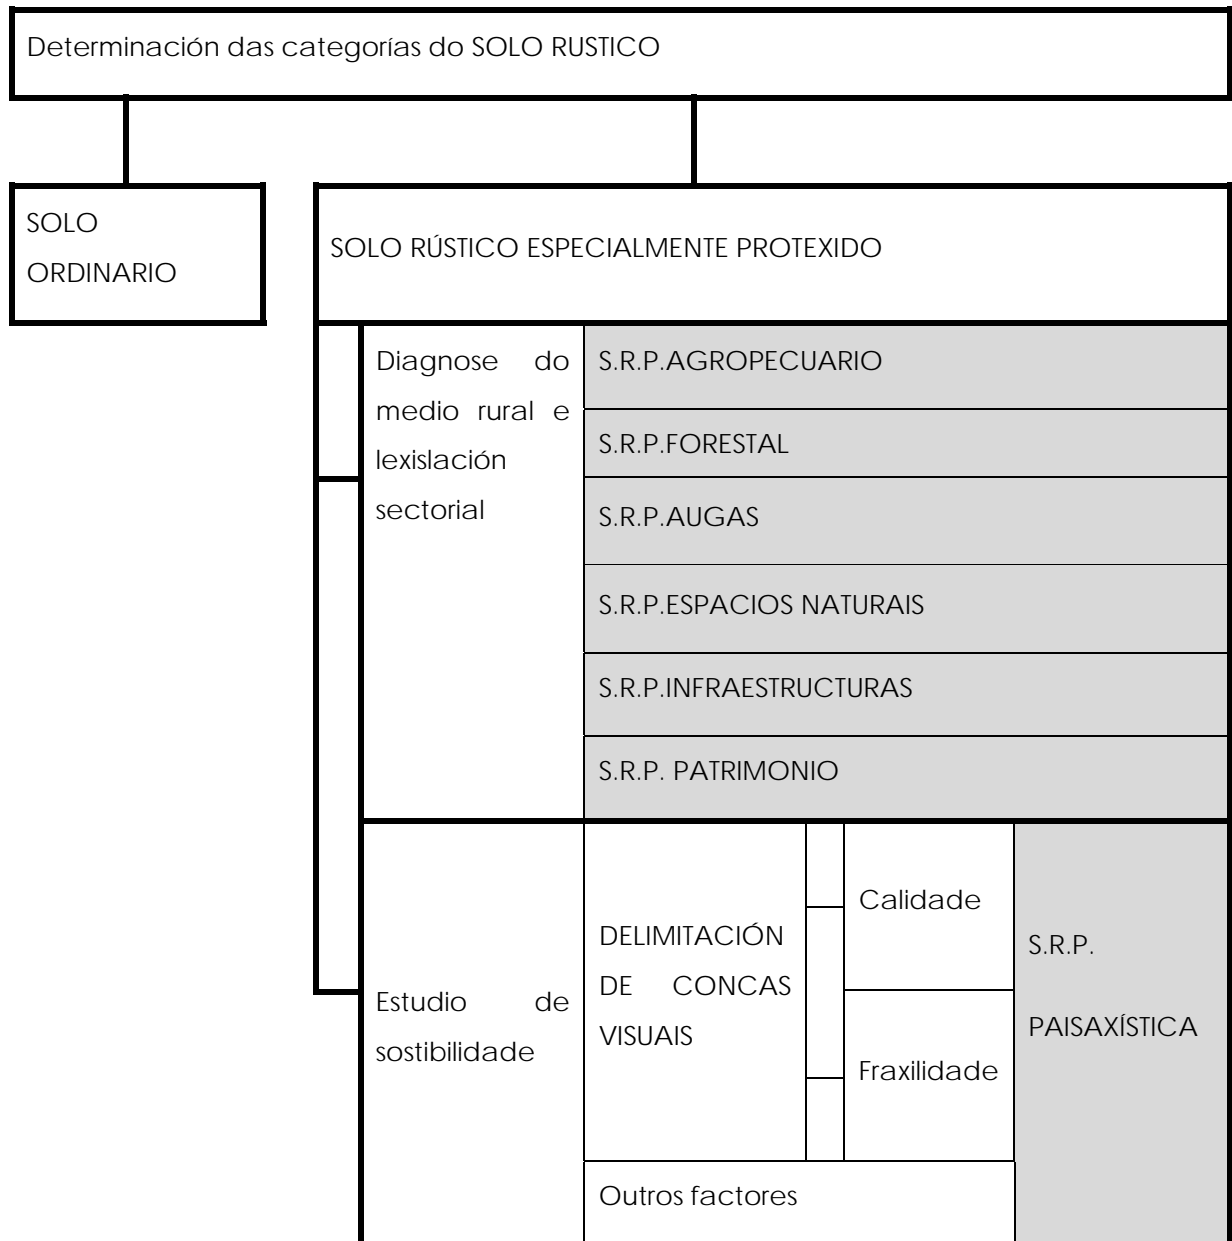 Determinación das categorías do SOLO RUSTICO
SOLO
ORDINARIO
SOLO RÚSTICO ESPECIALMENTE PROTEXIDO
Diagnose do
medio rural e
lexislación
sectorial
S.R.P.AGROPECUARIO
S.R.P.FORESTAL
S.R.P.AUGAS
S.R.P.ESPACIOS NATURAIS
S.R.P.INFRAESTRUCTURAS
S.R.P. PATRIMONIO
Estudio de
sostibilidade
DELIMITACIÓN
DE CONCAS
VISUAIS
Calidade
Fraxilidade
S.R.P.
PAISAXÍSTICA
Outros factores